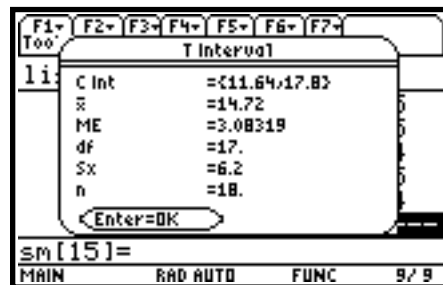 F1▾ F2▾ F3▾ F4▾ F5▾ F6▾ F7▾
Too
T Interval
li
C Int ={11.64,17.8}
x̄ =14.72
ME =3.08319
df =17.
Sx =6.2
n =18.
Enter=OK
sm[15]=
MAIN RAD AUTO FUNC 9/9